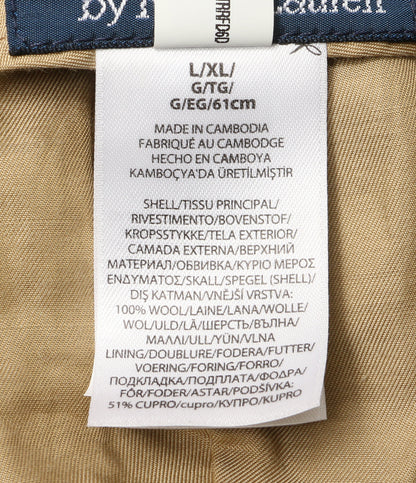 by Lauren
L/XL/
G/TG/
G/EG/61cm
MADE IN CAMBODIA
FABRIQUÉ AU CAMBODGE
HECHO EN CAMBOYA
KAMBOÇYA'DA ÜRETİLMİŞTİR
SHELL/TISSU PRINCIPAL/
RIVESTIMENTO/BOVENSTOF/
KROPSSTYKKE/TELA EXTERIOR/
CAMADA EXTERNA/ВЕРХНИЙ
МАТЕРИАЛ/ОБВИВКА/ΚΥΡΙΟ ΜΕΡΟΣ
ΕΝΔΥΜΑΤΟΣ/SKALL/SPEGEL (SHELL)/
DIŞ KATMAN/VNĚJŠÍ VRSTVA:
100% WOOL/LAINE/LANA/WOLLE/
WOL/ULD/LÃ/ШЕРСТЬ/ВЪЛНА/
ΜΑΛΛΙ/ULL/YÜN/VLNA
LINING/DOUBLURE/FODERA/FUTTER/
VOERING/FORING/FORRO/
ПОДКЛАДКА/ПОДПЛАТА/ΦΟΔΡΑ/
FÔR/FODER/ASTAR/PODŠÍVKA:
51% CUPRO/cupro/КУПРО/KUPRO